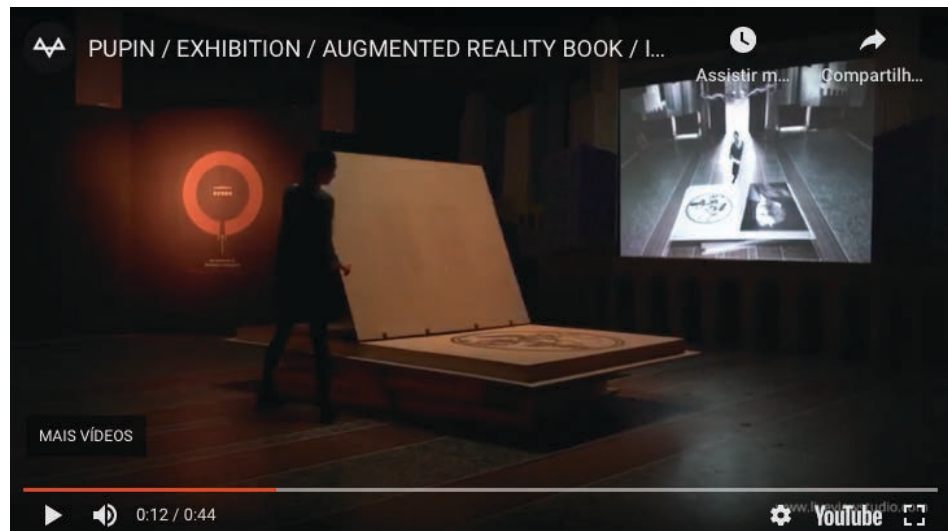 PUPIN / EXHIBITION / AUGMENTED REALITY BOOK / I...
Assistir m...
Compartilh...
MAIS VÍDEOS
0:12 / 0:44
YouTube